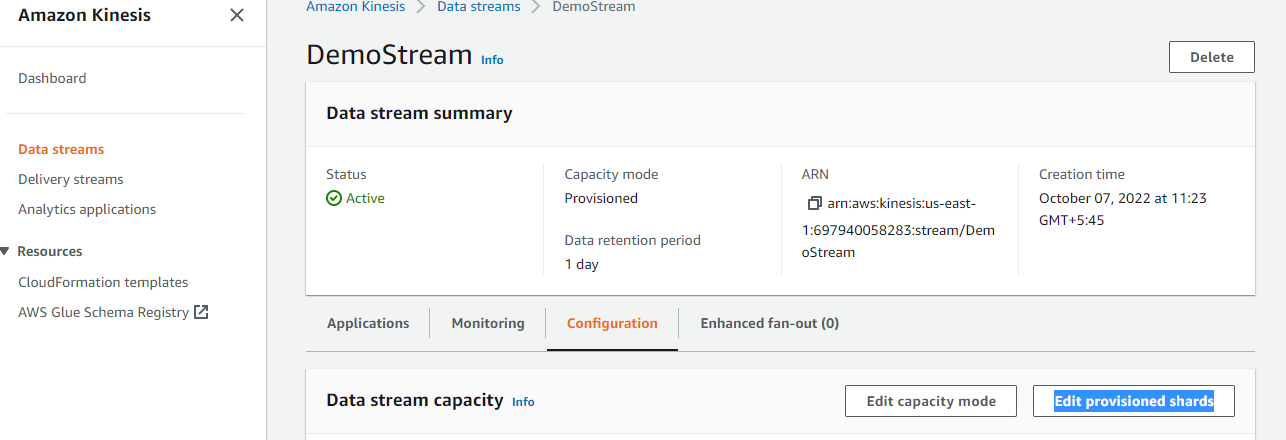 Amazon Kinesis
Dashboard
Data streams
Delivery streams
Analytics applications
Resources
CloudFormation templates
AWS Glue Schema Registry
Amazon Kinesis > Data streams > DemoStream
DemoStream Info
Delete
Data stream summary
Status
Active
Capacity mode
Provisioned
Data retention period
1 day
ARN
arn:aws:kinesis:us-east-
1:697940058283:stream/Dem
oStream
Creation time
October 07, 2022 at 11:23
GMT+5:45
Applications Monitoring Configuration Enhanced fan-out (0)
Data stream capacity Info Edit capacity mode Edit provisioned shards